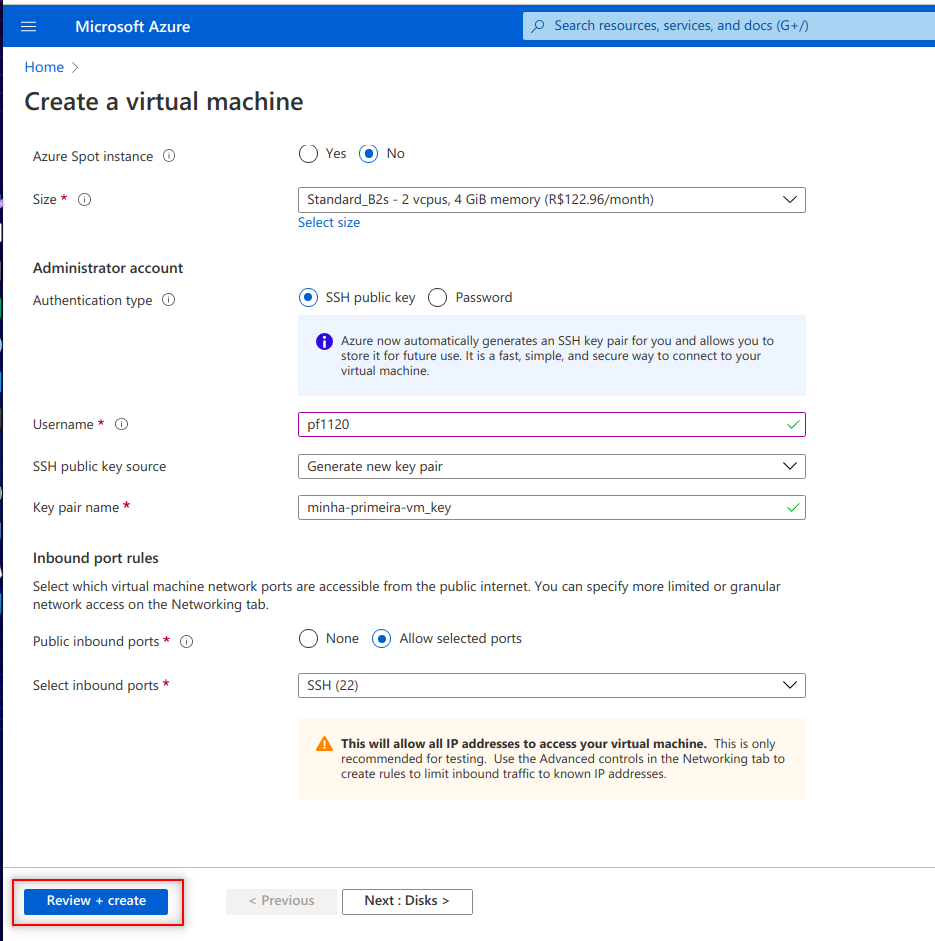 Microsoft Azure
Search resources, services, and docs (G+/)
Home >
Create a virtual machine
Azure Spot instance
Yes No
Size *
Standard_B2s - 2 vcpus, 4 GiB memory (R$122.96/month)
Select size
Administrator account
Authentication type
SSH public key Password
Azure now automatically generates an SSH key pair for you and allows you to
store it for future use. It is a fast, simple, and secure way to connect to your
virtual machine.
Username *
pf1120
SSH public key source
Generate new key pair
Key pair name *
minha-primeira-vm_key
Inbound port rules
Select which virtual machine network ports are accessible from the public internet. You can specify more limited or granular
network access on the Networking tab.
Public inbound ports *
None Allow selected ports
Select inbound ports *
SSH (22)
This will allow all IP addresses to access your virtual machine. This is only
recommended for testing. Use the Advanced controls in the Networking tab to
create rules to limit inbound traffic to known IP addresses.
Review + create
< Previous
Next : Disks >